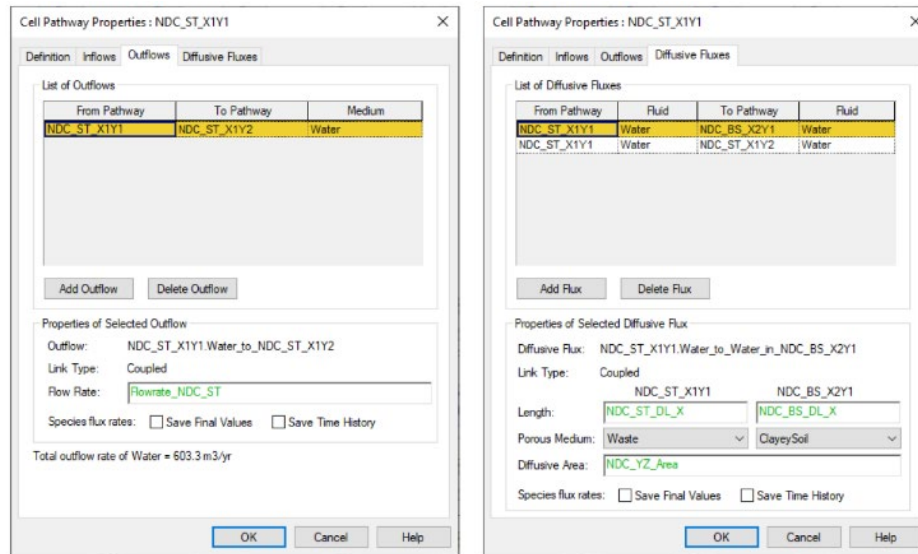 Cell Pathway Properties : NDC_ST_X1Y1
Definition Inflows Outflows Diffusive Fluxes
List of Outflows
From Pathway To Pathway Medium
NDC_ST_X1Y1 NDC_ST_X1Y2 Water
Add Outflow Delete Outflow
Properties of Selected Outflow
Outflow: NDC_ST_X1Y1.Water_to_NDC_ST_X1Y2
Link Type: Coupled
Flow Rate: Flowrate_NDC_ST
Species flux rates: Save Final Values Save Time History
Total outflow rate of Water = 603.3 m3/yr
OK Cancel Help
Cell Pathway Properties : NDC_ST_X1Y1
Definition Inflows Outflows Diffusive Fluxes
List of Diffusive Fluxes
From Pathway Fluid To Pathway Fluid
NDC_ST_X1Y1 Water NDC_BS_X2Y1 Water
NDC_ST_X1Y1 Water NDC_ST_X1Y2 Water
Add Flux Delete Flux
Properties of Selected Diffusive Flux
Diffusive Flux: NDC_ST_X1Y1.Water_to_Water_in_NDC_BS_X2Y1
Link Type: Coupled
NDC_ST_X1Y1 NDC_BS_X2Y1
Length: NDC_ST_DL_X NDC_BS_DL_X
Porous Medium: Waste ClayeySoil
Diffusive Area: NDC_YZ_Area
Species flux rates: Save Final Values Save Time History
OK Cancel Help